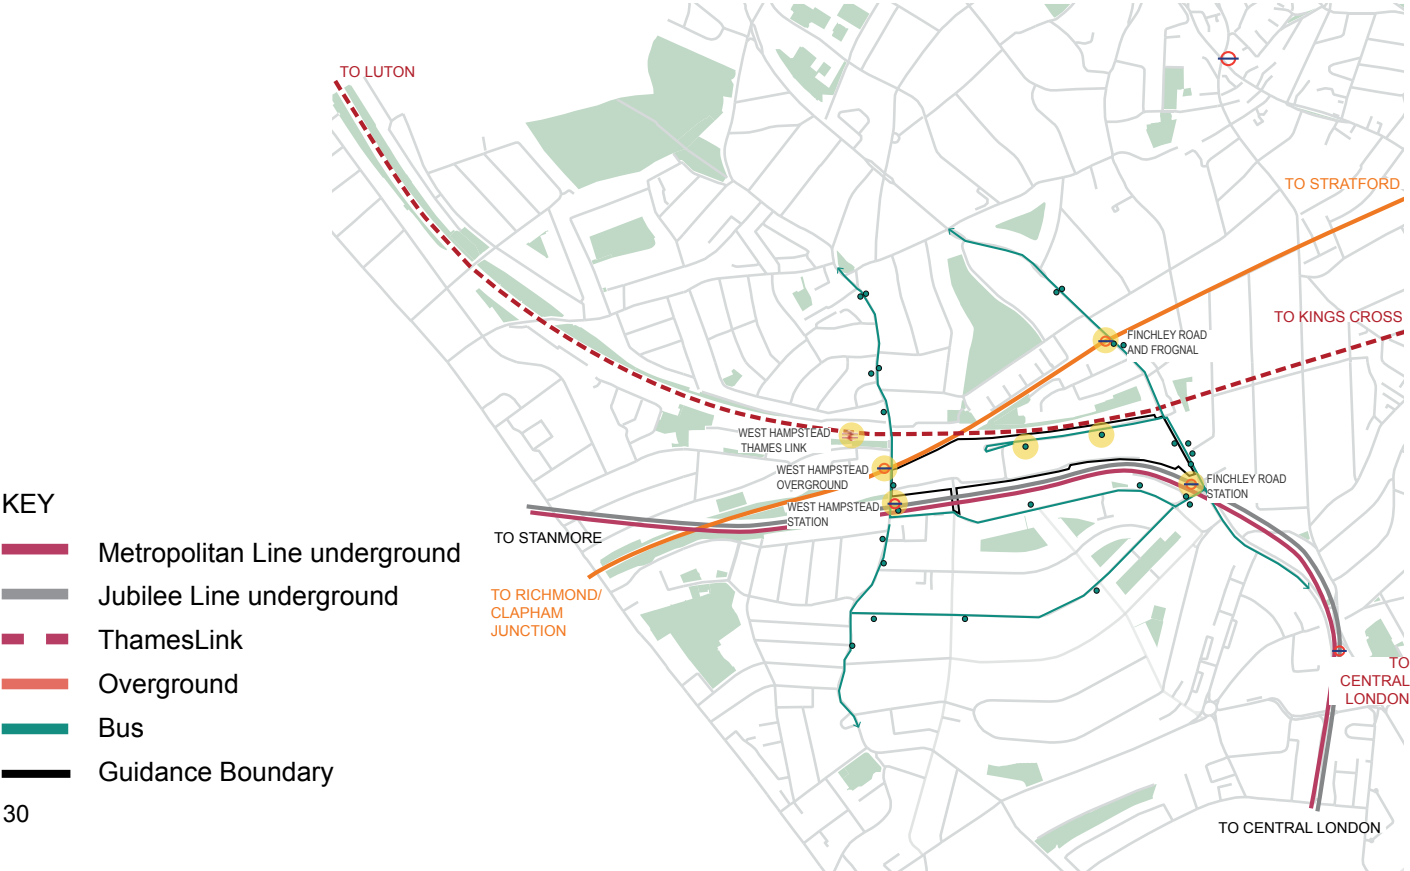 TO LUTON
TO STRATFORD
TO KINGS CROSS
FINCHLEY ROAD
AND FROGNAL
WEST HAMPSTEAD
THAMES LINK
WEST HAMPSTEAD
OVERGROUND
FINCHLEY ROAD
STATION
WEST HAMPSTEAD
STATION
TO STANMORE
TO RICHMOND/
CLAPHAM
JUNCTION
TO
CENTRAL
LONDON
TO CENTRAL LONDON
KEY
Metropolitan Line underground
Jubilee Line underground
ThamesLink
Overground
Bus
Guidance Boundary
30